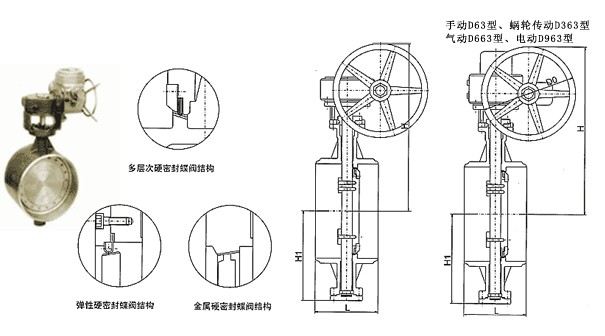 手动D63型、蜗轮传动D363型
气动D663型、电动D963型
多层次硬密封蝶阀结构
弹性硬密封蝶阀结构
金属硬密封蝶阀结构
H
H1
L
D0
H
H1
L